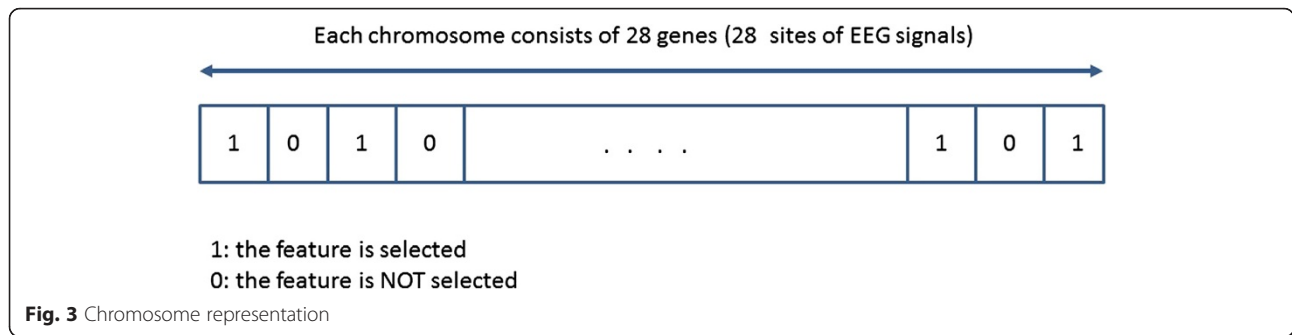 Each chromosome consists of 28 genes (28 sites of EEG signals)
1 0 1 0 . . . . 1 0 1
1: the feature is selected
0: the feature is NOT selected
Fig. 3 Chromosome representation